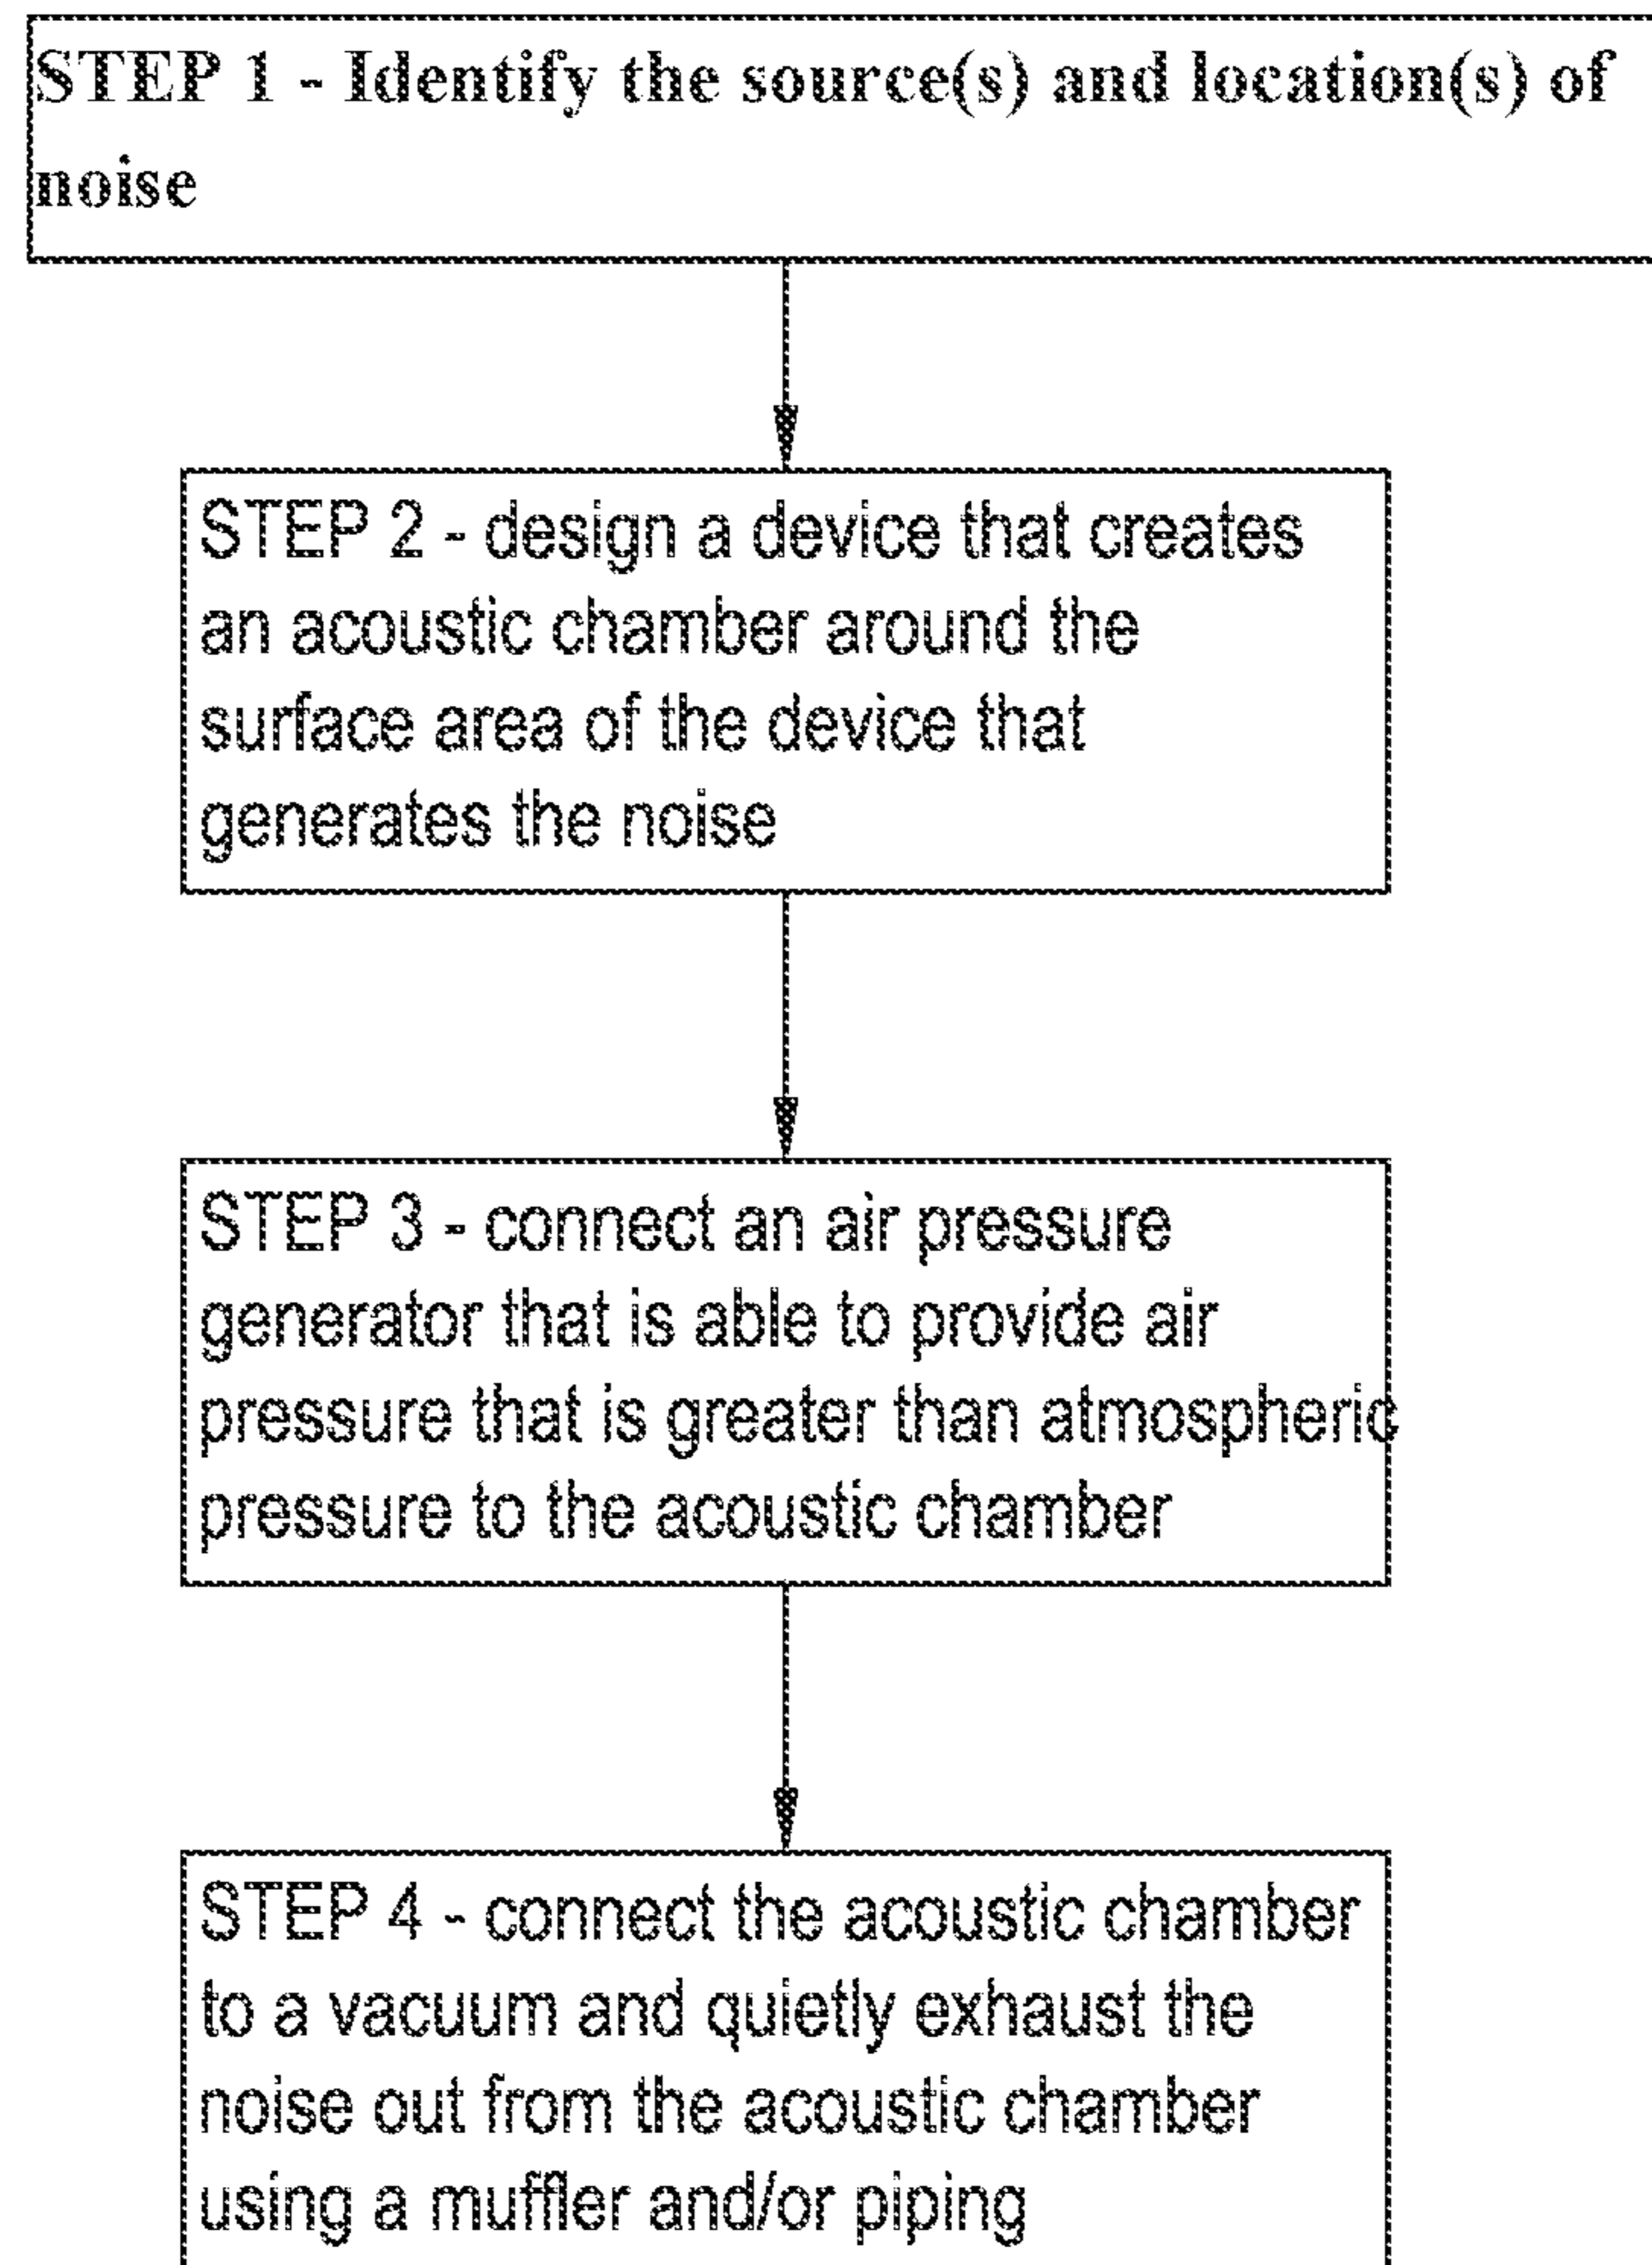 STEP 1 - Identify the source(s) and location(s) of
noise
STEP 2 - design a device that creates
an acoustic chamber around the
surface area of the device that
generates the noise
STEP 3 - connect an air pressure
generator that is able to provide air
pressure that is greater than atmospheric
pressure to the acoustic chamber
STEP 4 - connect the acoustic chamber
to a vacuum and quietly exhaust the
noise out from the acoustic chamber
using a muffler and/or piping